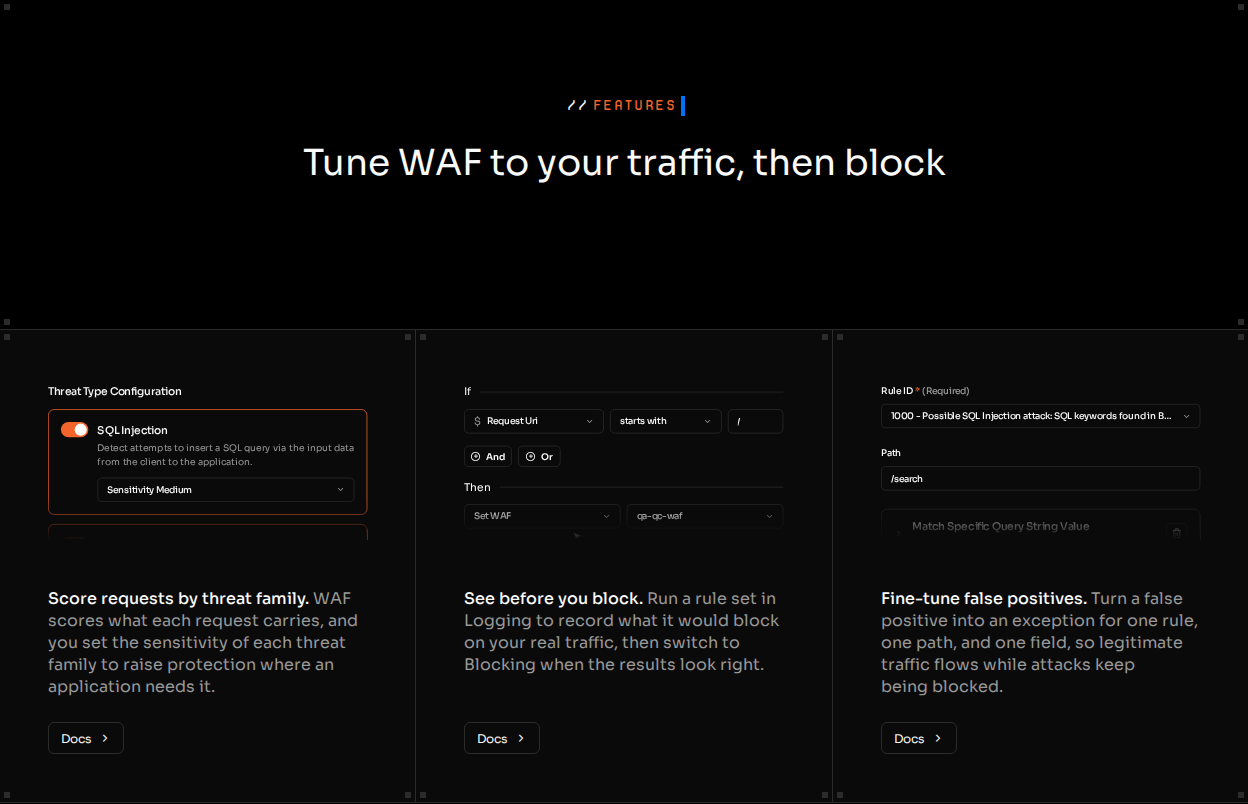 // FEATURES
Tune WAF to your traffic, then block
Threat Type Configuration
SQL Injection
Detect attempts to insert a SQL query via the input data
from the client to the application.
Sensitivity Medium
Score requests by threat family. WAF
scores what each request carries, and
you set the sensitivity of each threat
family to raise protection where an
application needs it.
Docs
If
$ Request Uri
starts with
/
And
Or
Then
Set WAF
qa-qc-waf
See before you block. Run a rule set in
Logging to record what it would block
on your real traffic, then switch to
Blocking when the results look right.
Docs
Rule ID * (Required)
1000 - Possible SQL Injection attack: SQL keywords found in B...
Path
/search
Match Specific Query String Value
Fine-tune false positives. Turn a false
positive into an exception for one rule,
one path, and one field, so legitimate
traffic flows while attacks keep
being blocked.
Docs